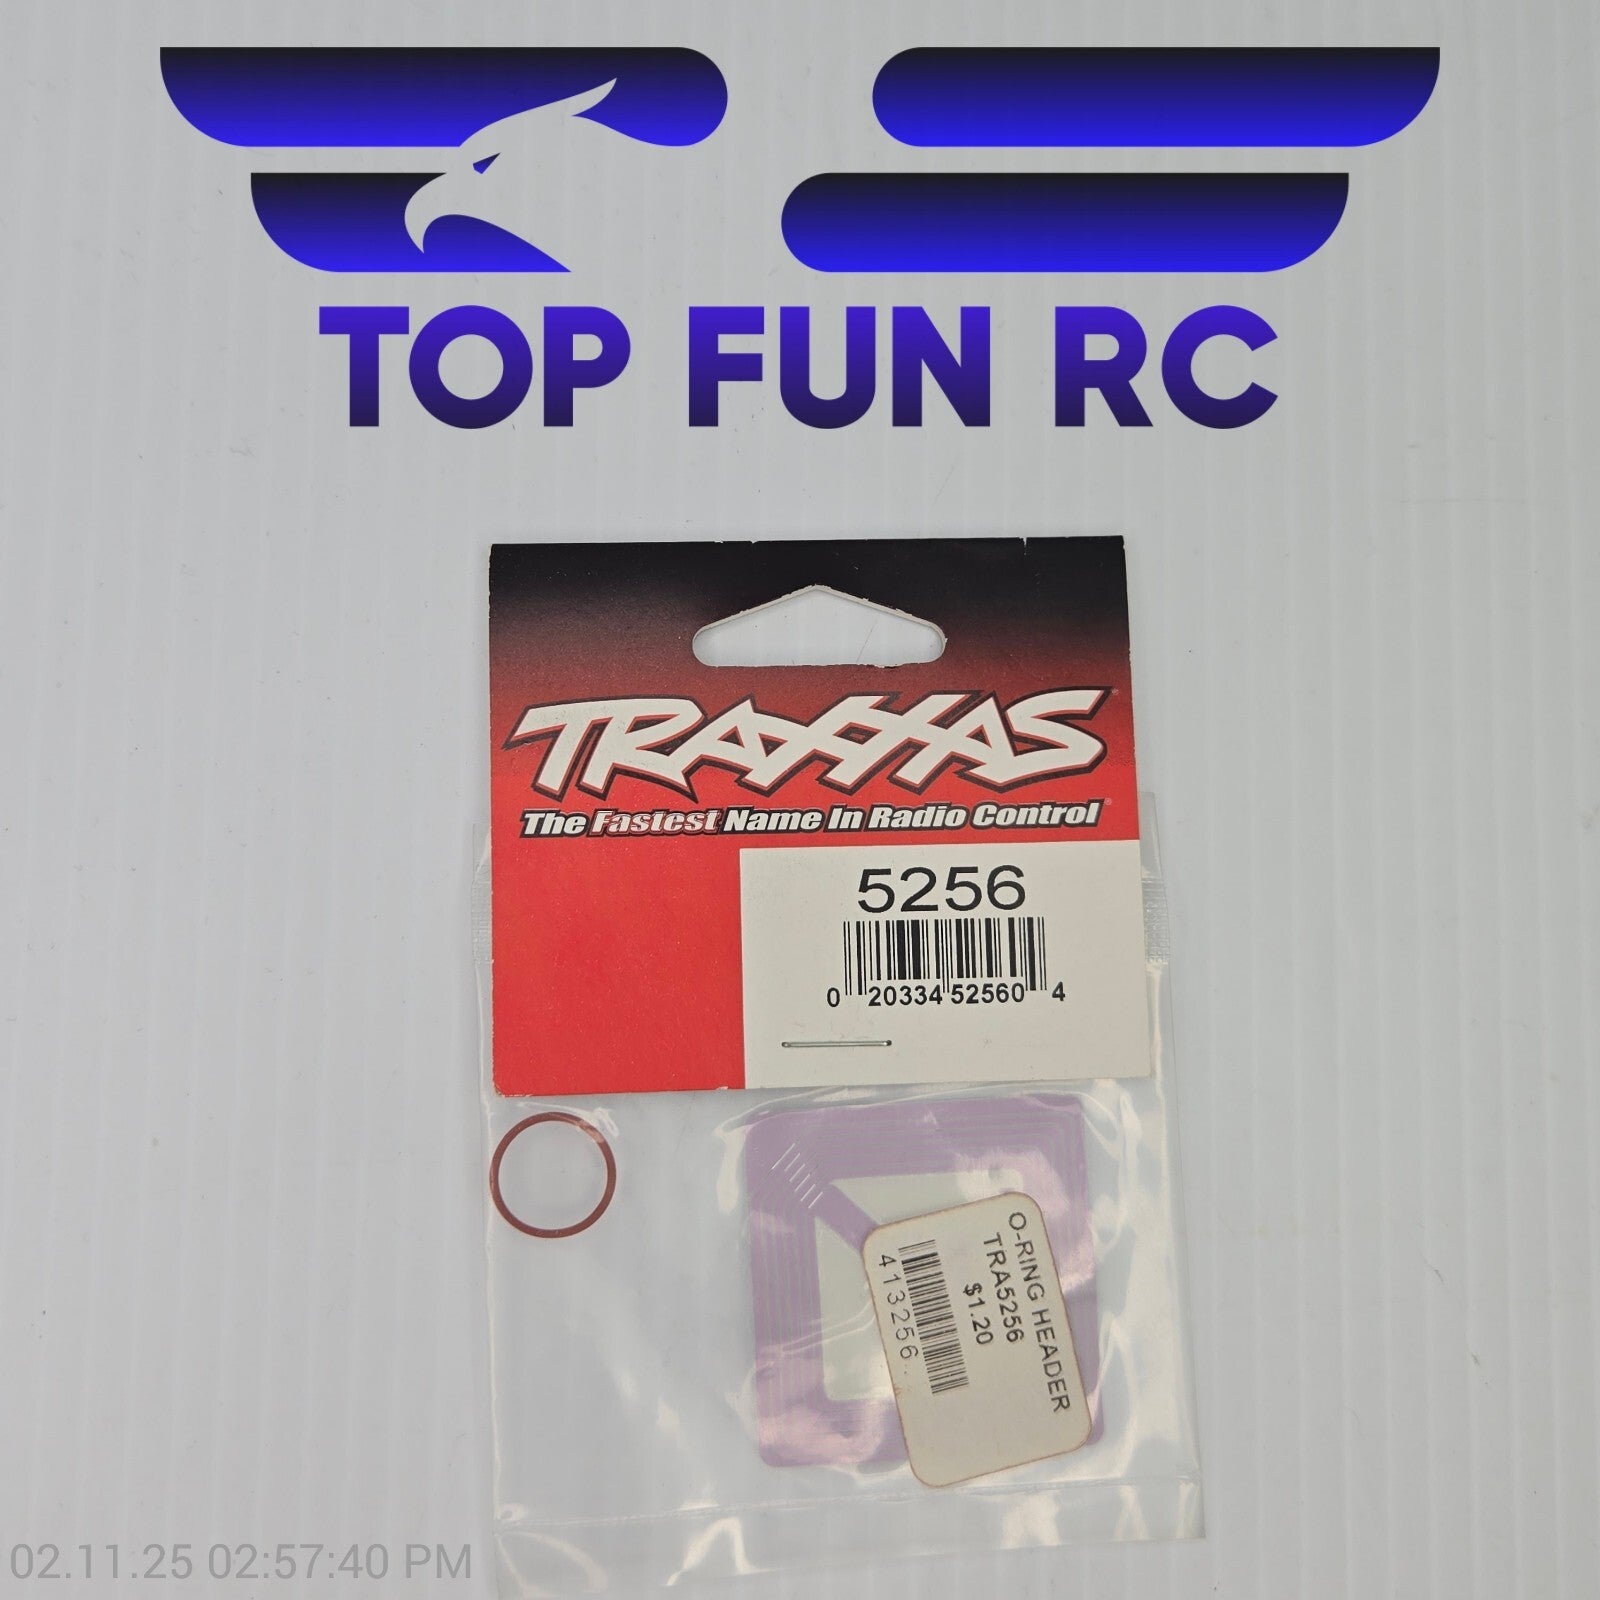 TOP FUN RC
TRAXXAS
The Fastest Name In Radio Control
5256
0 20334 52560 4
O-RING HEADER
TRA5256
$1.20
413256
02.11.25 02:57:40 PM